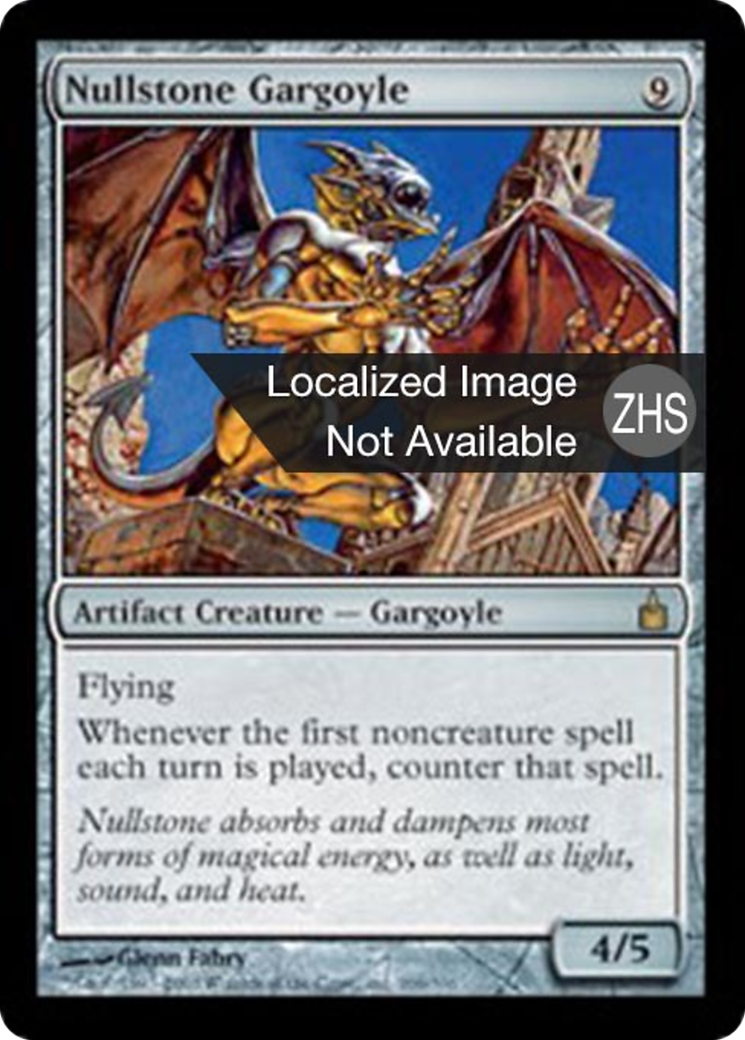 Nullstone Gargoyle 9
Localized Image
Not Available
ZHS
Artifact Creature — Gargoyle
Flying
Whenever the first noncreature spell
each turn is played, counter that spell.
Nullstone absorbs and dampens most
forms of magical energy, as well as light,
sound, and heat.
4/5
Glenn Fabry